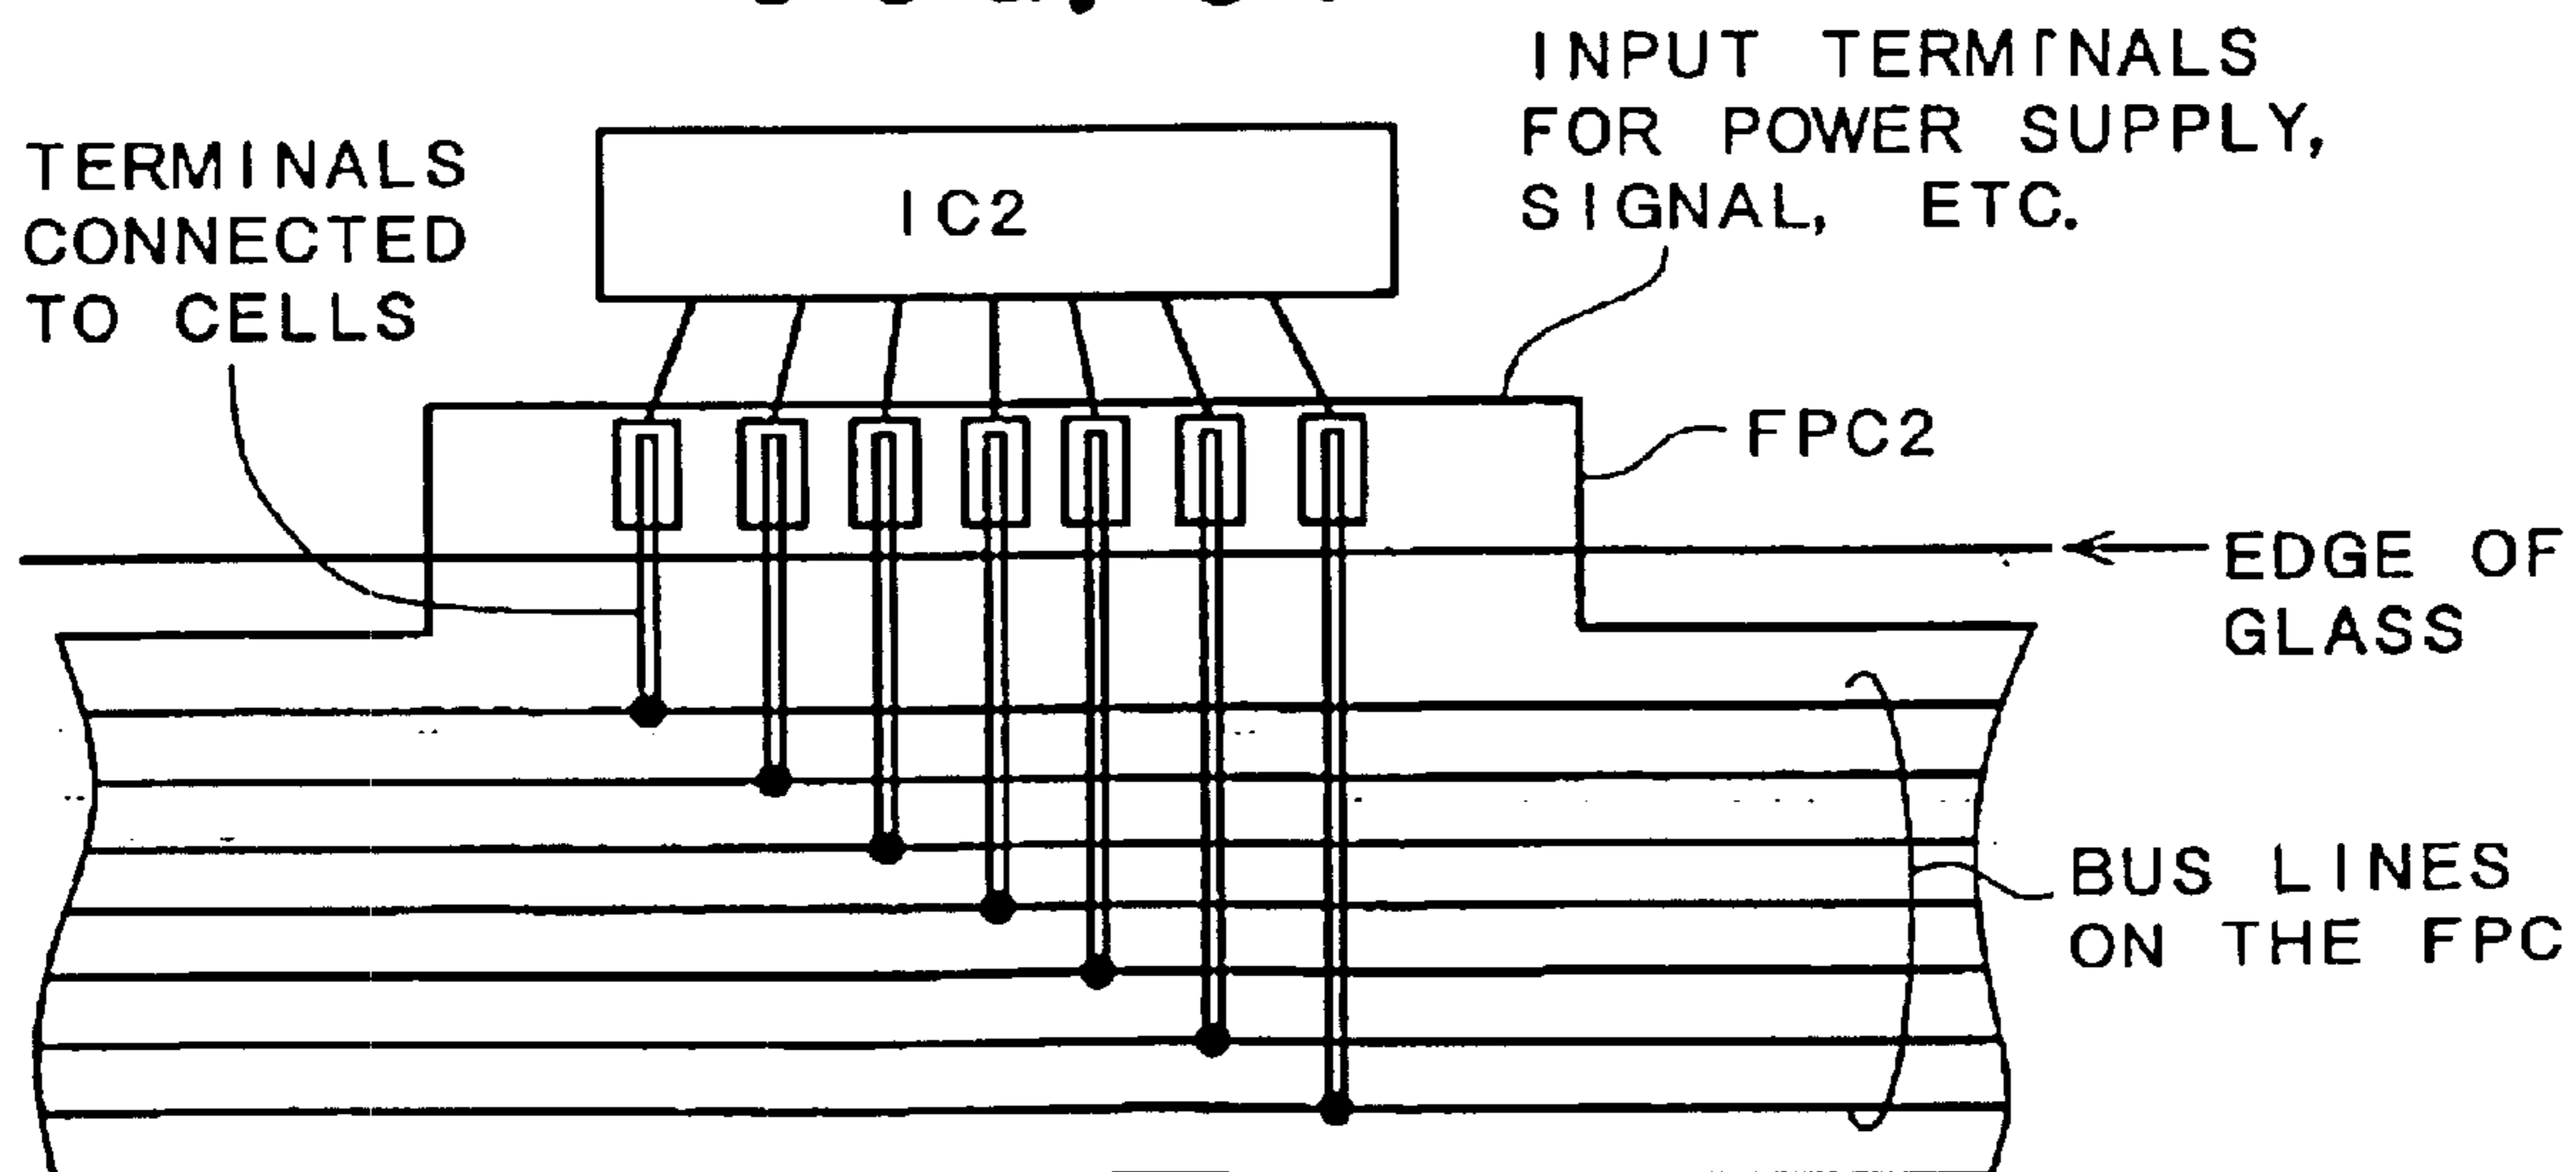 INPUT TERMINALS
FOR POWER SUPPLY,
SIGNAL, ETC.
TERMINALS
CONNECTED
TO CELLS
IC2
FPC2
EDGE OF
GLASS
BUS LINES
ON THE FPC